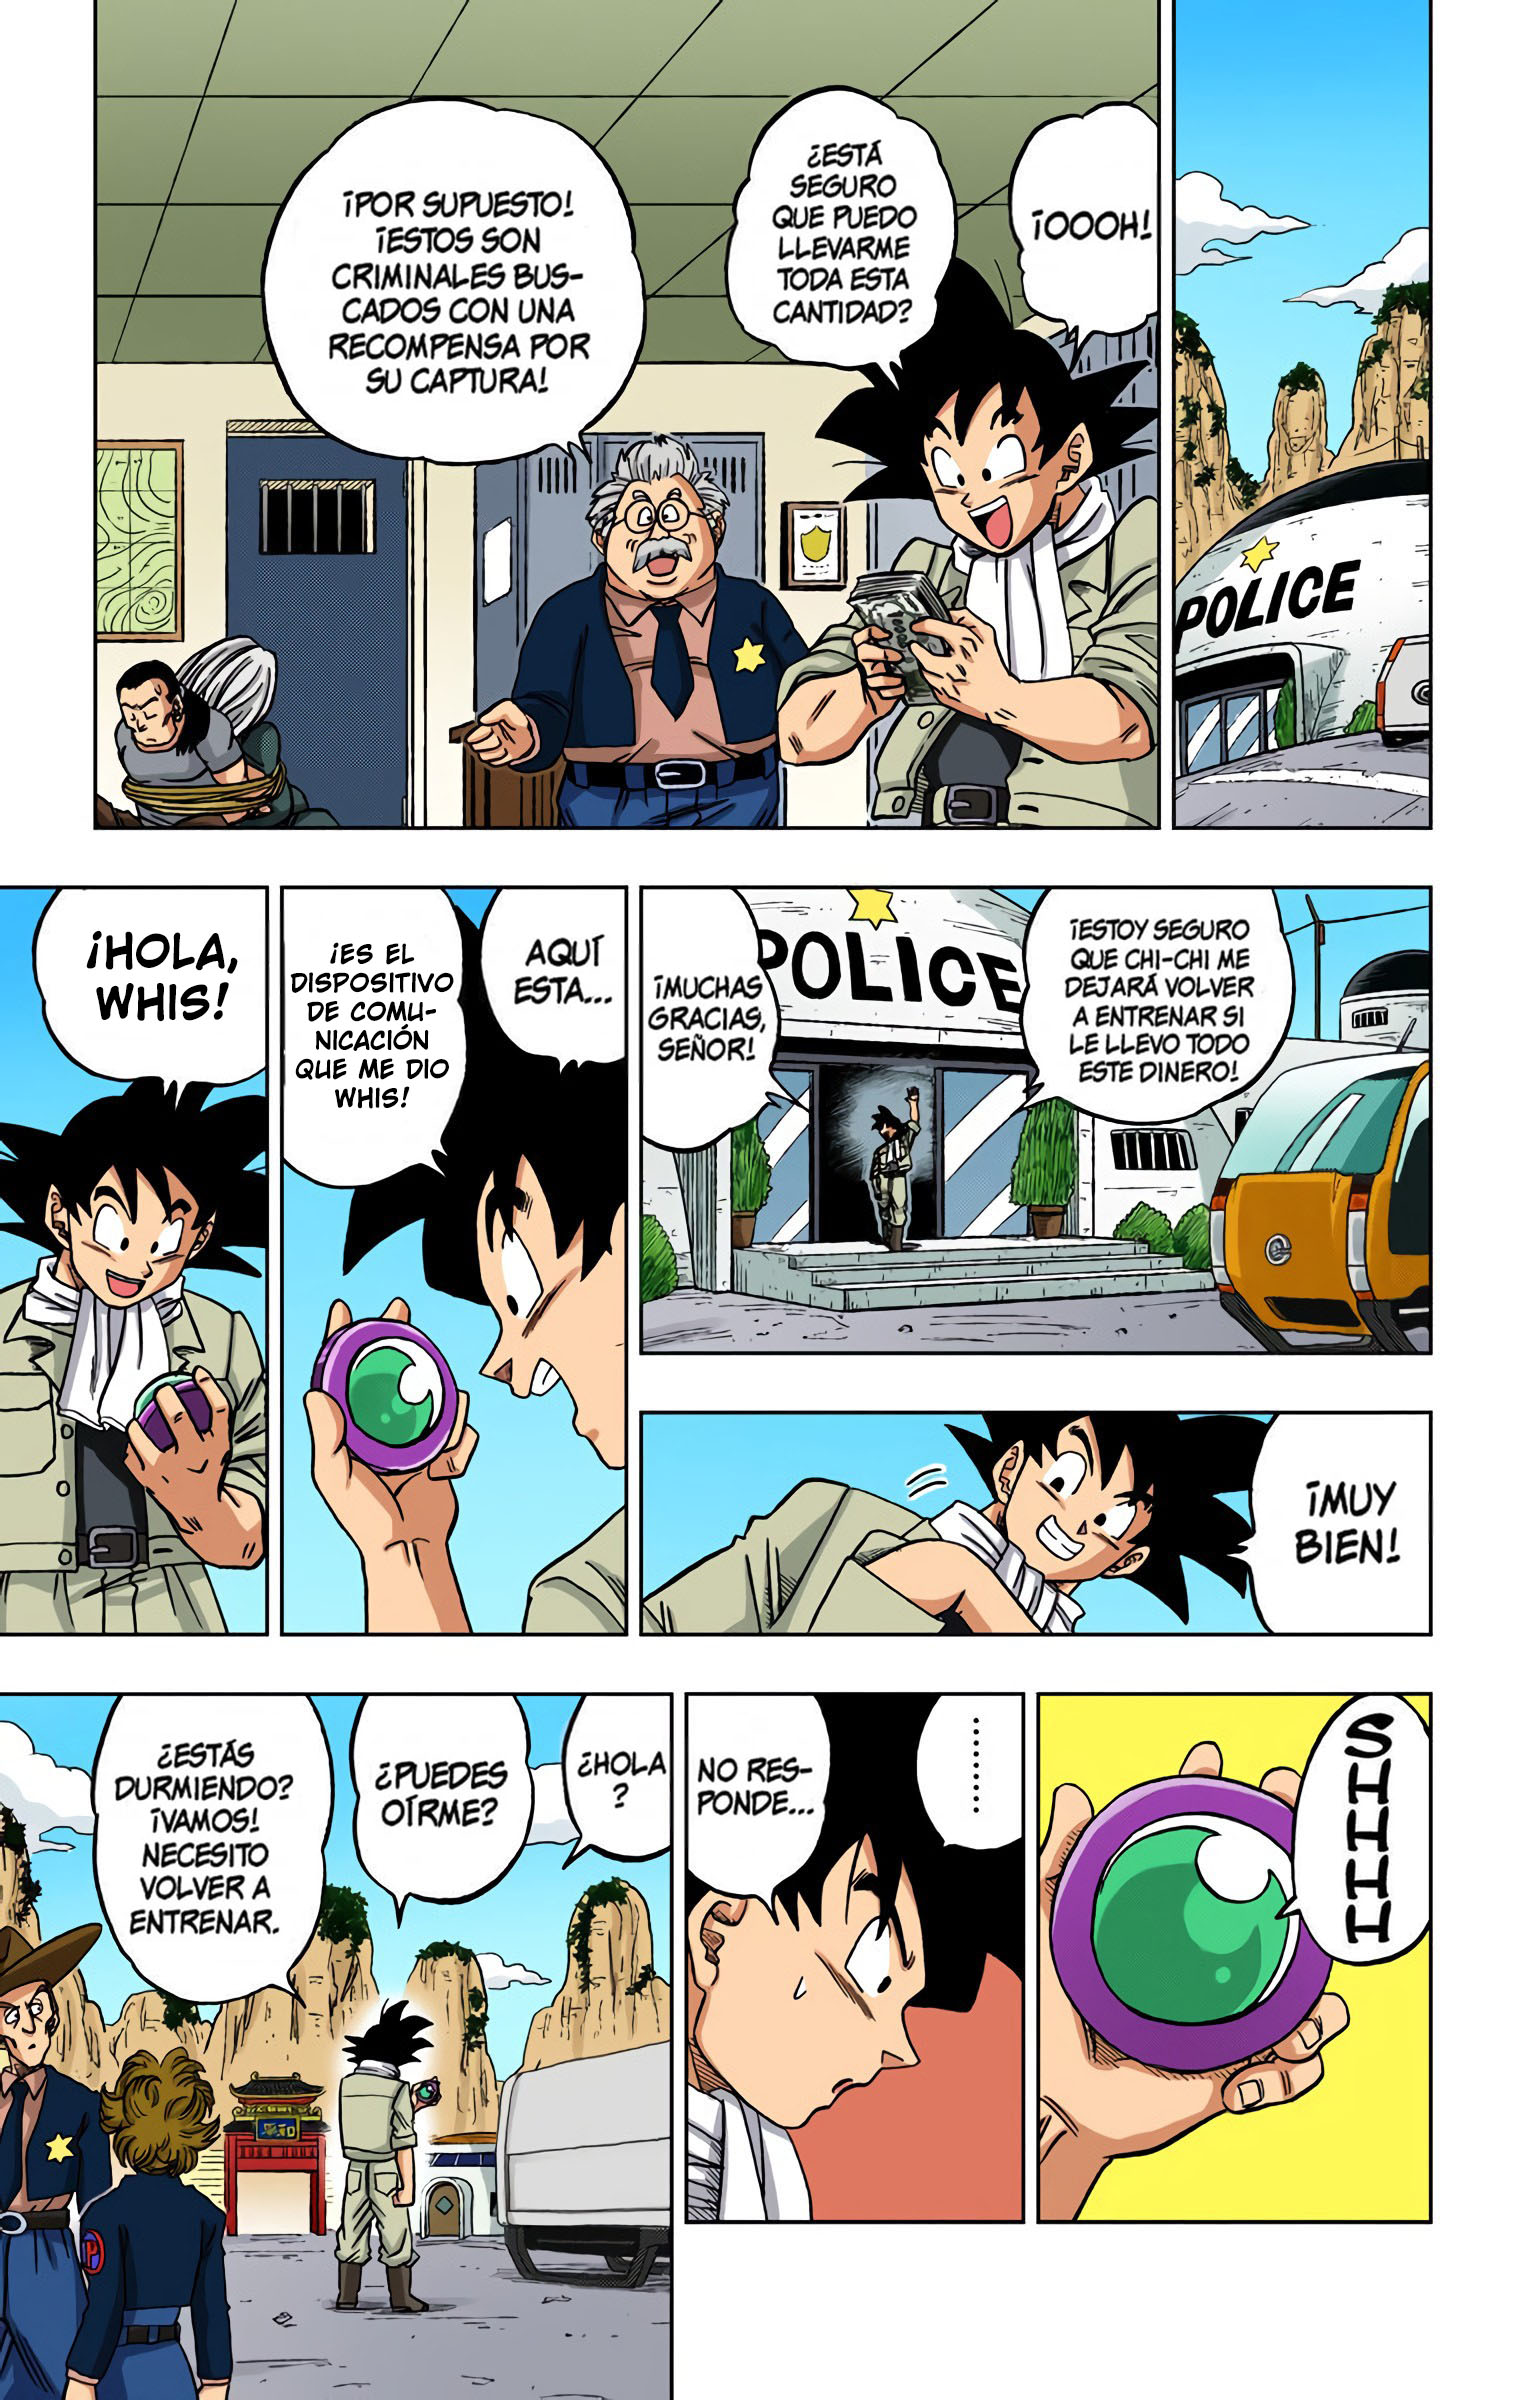 POLICE
¡OOOH!
¿ESTÁ
SEGURO
QUE PUEDO
LLEVARME
TODA ESTA
CANTIDAD?
¡POR SUPUESTO!
¡ESTOS SON
CRIMINALES BUS-
CADOS CON UNA
RECOMPENSA POR
SU CAPTURA!
POLICE
¡ESTOY SEGURO
QUE CHI-CHI ME
DEJARÁ VOLVER
A ENTRENAR SI
LE LLEVO TODO
ESTE DINERO!
¡MUCHAS
GRACIAS,
SEÑOR!
¡MUY
BIEN!
AQUÍ
ESTA...
¡ES EL
DISPOSITIVO
DE COMU-
NICACIÓN
QUE ME DIO
WHIS!
¡HOLA,
WHIS!
SHHHH
..........
NO RES-
PONDE...
¿HOLA
?
¿PUEDES
OÍRME?
¿ESTÁS
DURMIENDO?
¡VAMOS!
NECESITO
VOLVER A
ENTRENAR.
P